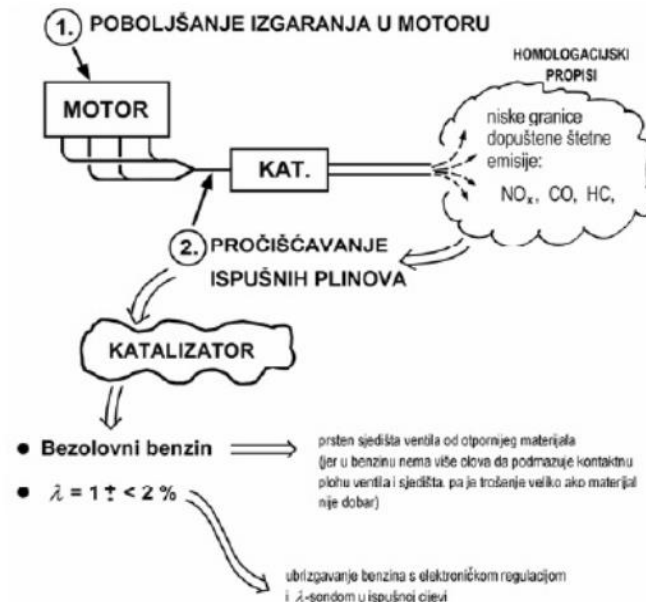 1. POBOLJŠANJE IZGARANJA U MOTORU
HOMOLOGACIJSKI
PROPISI
MOTOR
niske granice
dopuštene štetne
emisije:
NOₓ, CO, HC,
KAT.
2. PROČIŠĆAVANJE
ISPUŠNIH PLINOVA
KATALIZATOR
● Bezolovni benzin
prsten sjedišta ventila od otpornijeg materijala
(jer u benzinu nema više olova da podmazuje kontaktnu
plohu ventila i sjedišta. pa je trošenje veliko ako materijal
nije dobar)
● λ = 1 ± < 2 %
ubrizgavanje benzina s elektroničkom regulacijom
i λ-sondom u ispušnoj cijevi